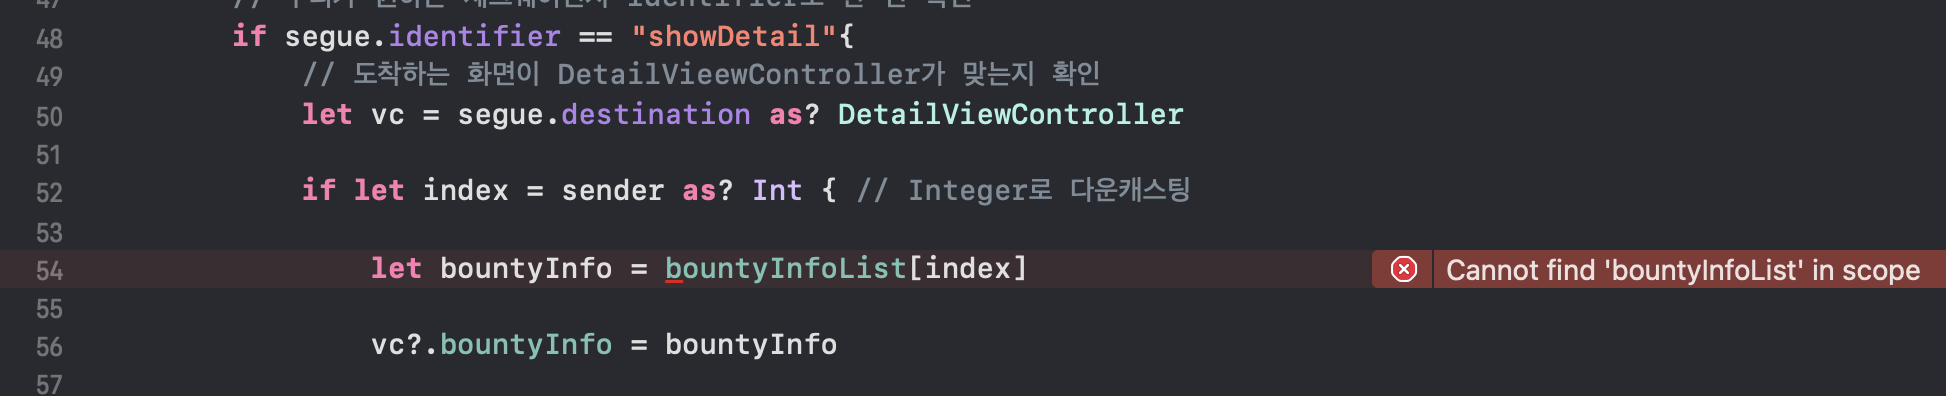 47
48 if segue.identifier == "showDetail"{
49 // 도착하는 화면이 DetailVieewController가 맞는지 확인
50 let vc = segue.destination as? DetailViewController
51
52 if let index = sender as? Int { // Integer로 다운캐스팅
53
54 let bountyInfo = bountyInfoList[index] Cannot find 'bountyInfoList' in scope
55
56 vc?.bountyInfo = bountyInfo
57